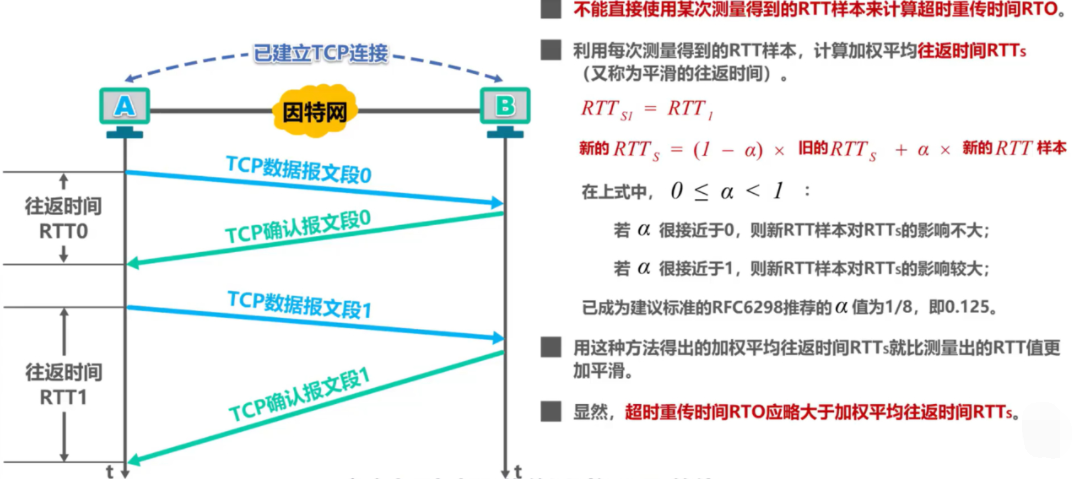 已建立TCP连接
A
因特网
B
TCP数据报文段0
往返时间
RTT0
TCP确认报文段0
TCP数据报文段1
往返时间
RTT1
TCP确认报文段1
t
t
不能直接使用某次测量得到的RTT样本来计算超时重传时间RTO。
利用每次测量得到的RTT样本，计算加权平均往返时间RTTs
（又称为平滑的往返时间）。
RTT_S1 = RTT_1
新的 RTT_S = (1 − α) × 旧的RTT_S + α × 新的RTT 样本
在上式中， 0 ≤ α < 1 ：
若 α 很接近于0，则新RTT样本对RTTs的影响不大；
若 α 很接近于1，则新RTT样本对RTTs的影响较大；
已成为建议标准的RFC6298推荐的 α 值为1/8，即0.125。
用这种方法得出的加权平均往返时间RTTs就比测量出的RTT值更
加平滑。
显然，超时重传时间RTO应略大于加权平均往返时间RTTs。